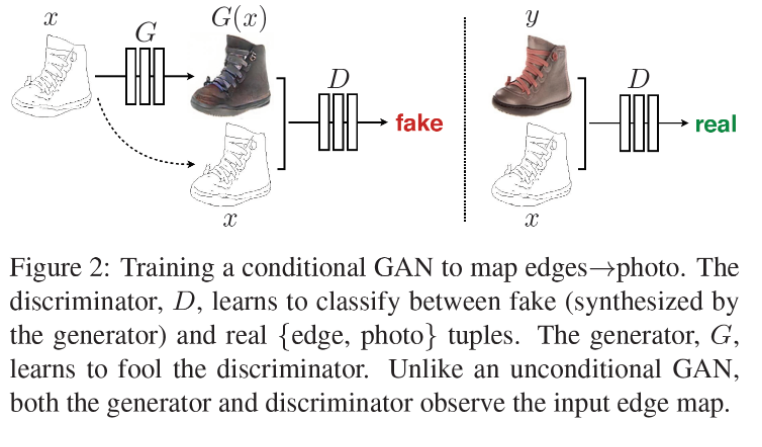 x
G
G(x)
D
fake
x
y
D
real
x
Figure 2: Training a conditional GAN to map edges→photo. The
discriminator, D, learns to classify between fake (synthesized by
the generator) and real {edge, photo} tuples. The generator, G,
learns to fool the discriminator. Unlike an unconditional GAN,
both the generator and discriminator observe the input edge map.